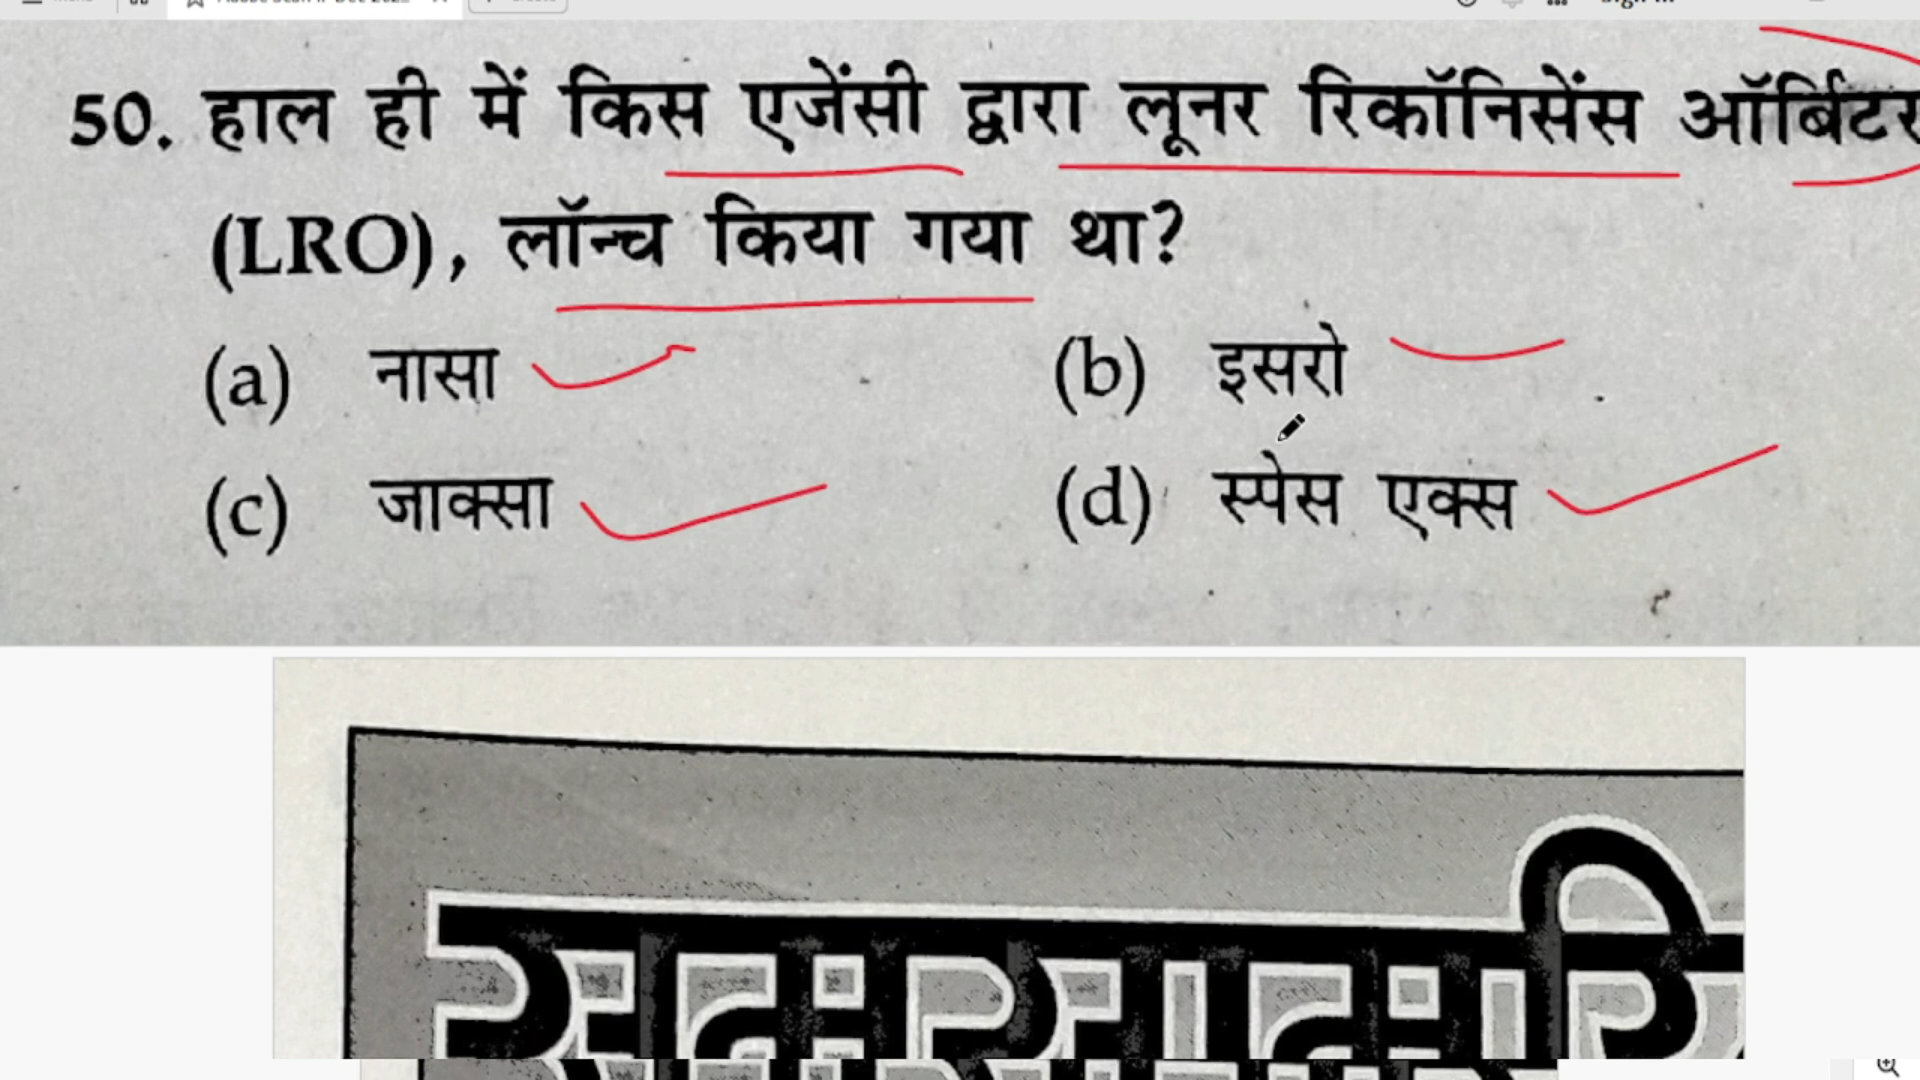 50. हाल ही में किस एजेंसी द्वारा लूनर रिकॉनिसेंस ऑर्बिटर
(LRO), लॉन्च किया गया था?
(a) नासा (b) इसरो
(c) जाक्सा (d) स्पेस एक्स